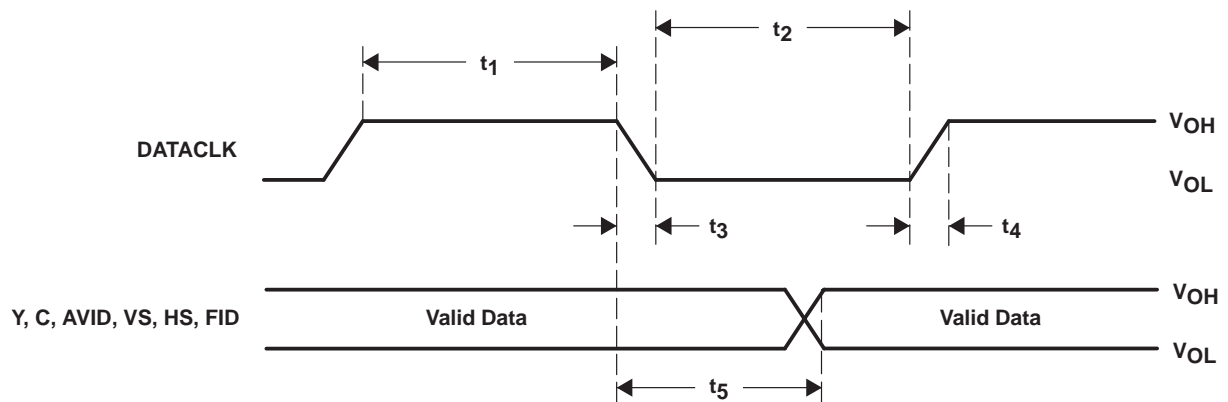 t2
t1
VOH
DATACLK
VOL
t3
t4
VOH
Y, C, AVID, VS, HS, FID
Valid Data
Valid Data
VOL
t5